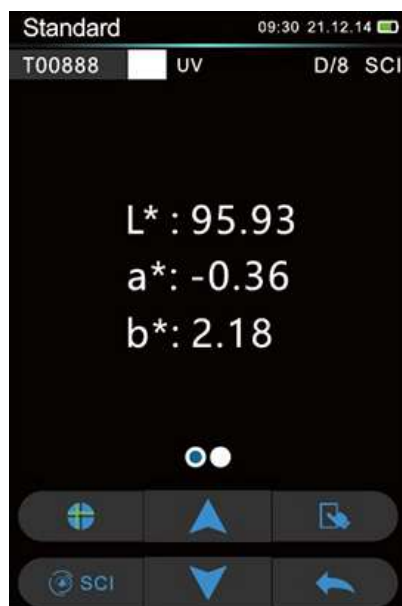 Standard 09:30 21.12.14
T00888 UV D/8 SCI
L* : 95.93
a*: -0.36
b*: 2.18
SCI